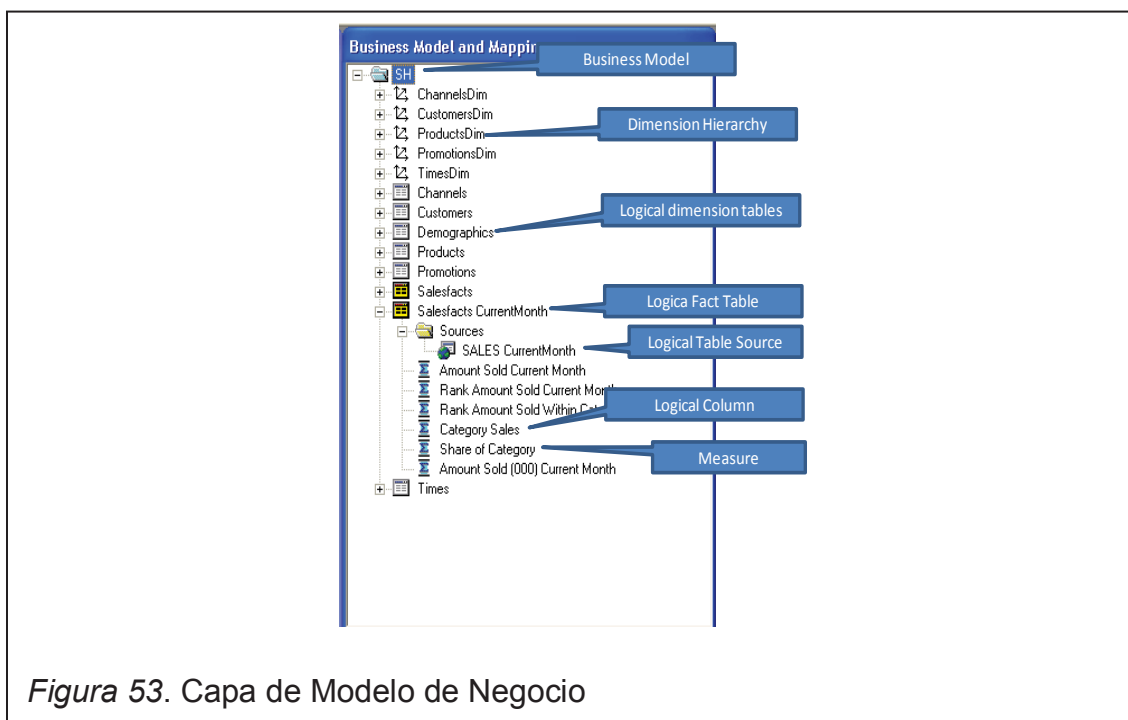 Business Model and Mappin
Business Model
SH
ChannelsDim
CustomersDim
ProductsDim
Dimension Hierarchy
PromotionsDim
TimesDim
Channels
Customers
Logical dimension tables
Demographics
Products
Promotions
Salesfacts
Salesfacts CurrentMonth
Logica Fact Table
Sources
SALES CurrentMonth
Logical Table Source
Amount Sold Current Month
Rank Amount Sold Current Month
Rank Amount Sold Within Cat
Logical Column
Category Sales
Share of Category
Measure
Amount Sold (000) Current Month
Times
Figura 53. Capa de Modelo de Negocio